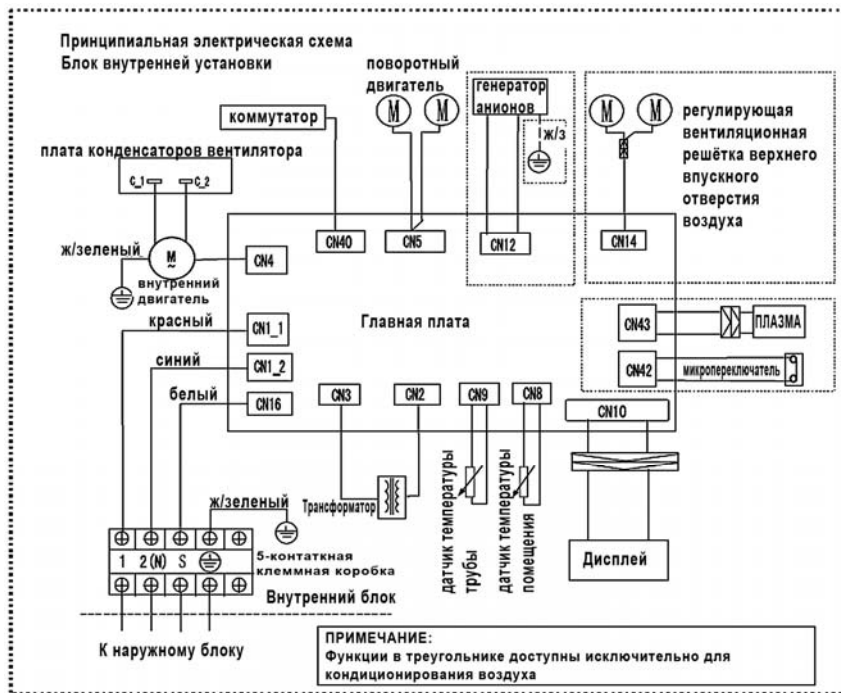 Принципиальная электрическая схема
Блок внутренней установки
поворотный
двигатель
M
M
генератор
анионов
ж/з
M
M
регулирующая
вентиляционная
решётка верхнего
впускного
отверстия
воздуха
коммутатор
плата конденсаторов вентилятора
C_1
C_2
ж/зеленый
M
~
внутренний
двигатель
CN4
CN40
CN5
CN12
CN14
красный
CN1_1
синий
CN1_2
белый
CN16
Главная плата
CN43
ПЛАЗМА
CN42
микропереключатель
CN3
CN2
CN9
CN8
CN10
Трансформатор
датчик температуры
трубы
датчик температуры
помещения
Дисплей
ж/зеленый
1 2(N) S
5-контаткная
клеммная коробка
Внутренний блок
К наружному блоку
ПРИМЕЧАНИЕ:
Функции в треугольнике доступны исключительно для
кондиционирования воздуха